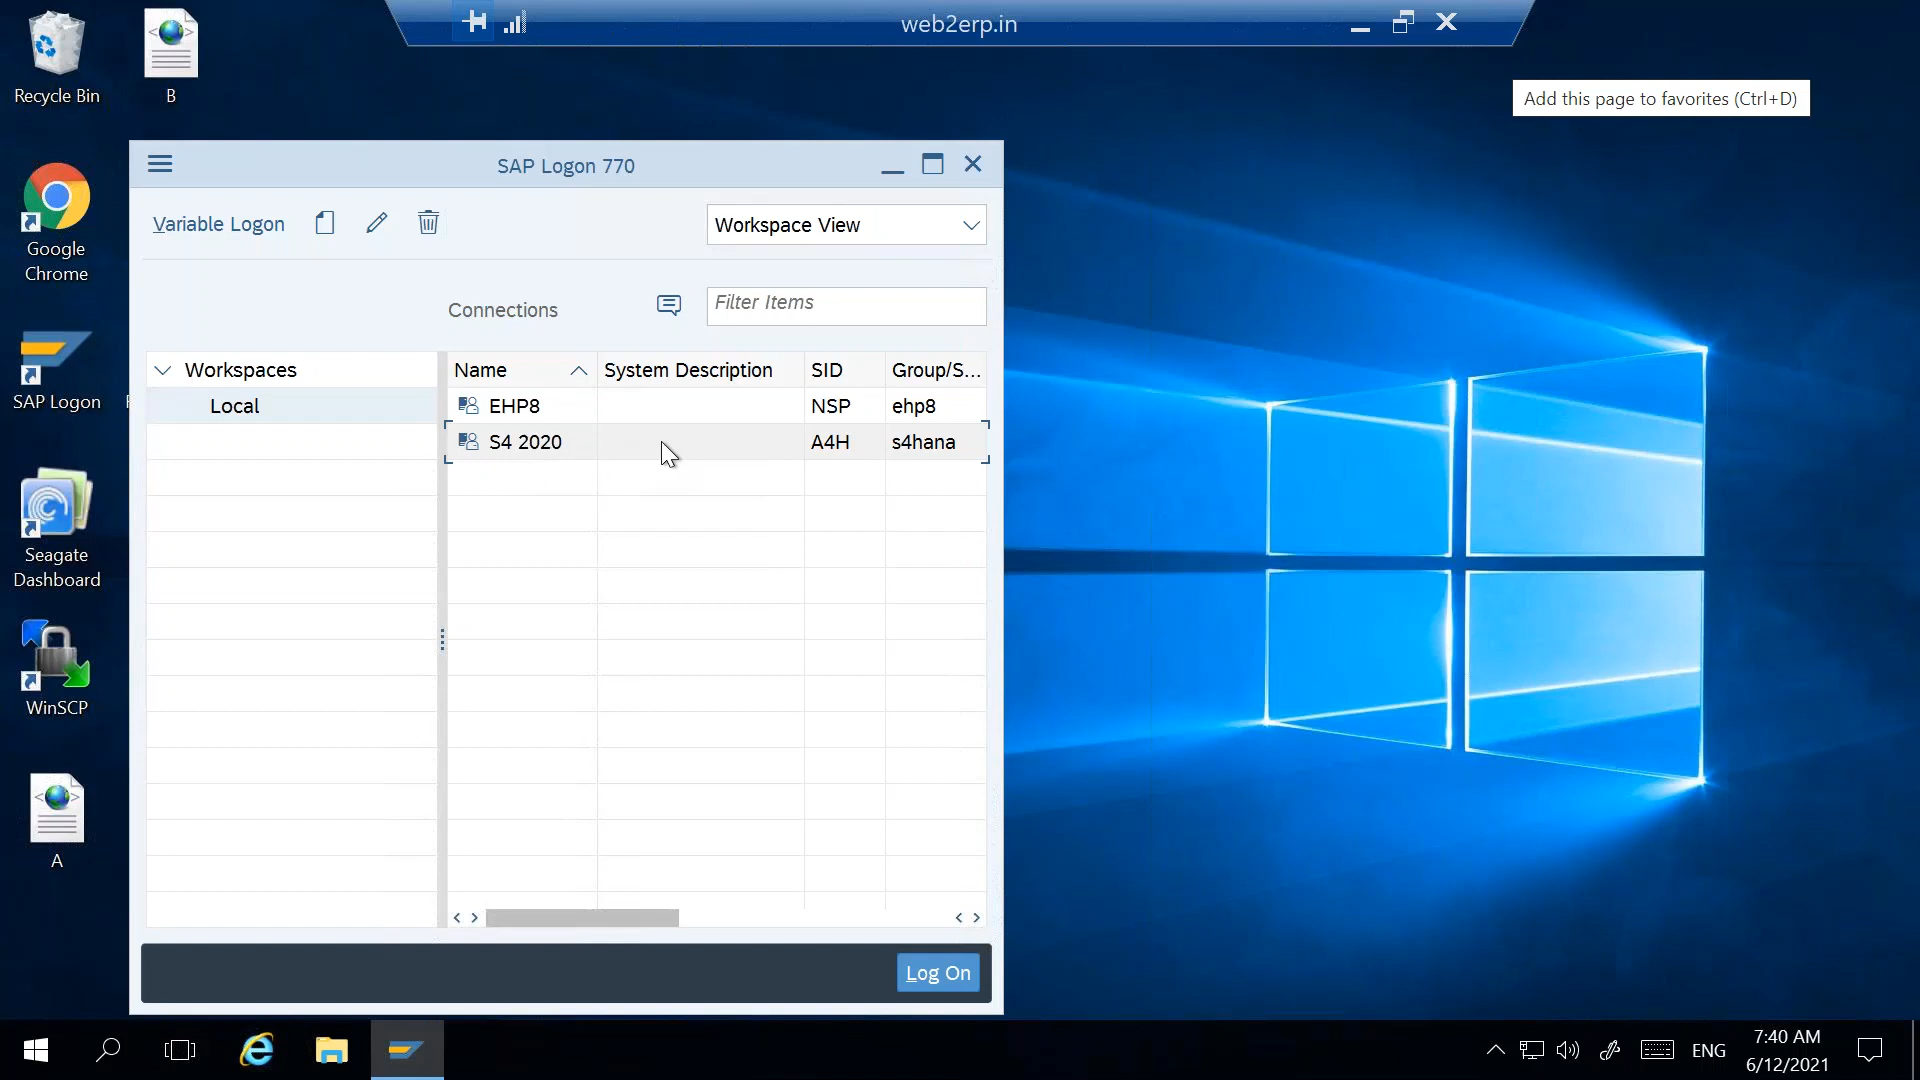 web2erp.in
Add this page to favorites (Ctrl+D)
Recycle Bin
B
Google
Chrome
SAP Logon
Seagate
Dashboard
WinSCP
A
SAP Logon 770
Variable Logon
Workspace View
Connections
Filter Items
Workspaces
Local
Name System Description SID Group/S...
EHP8 NSP ehp8
S4 2020 A4H s4hana
Log On
ENG
7:40 AM
6/12/2021